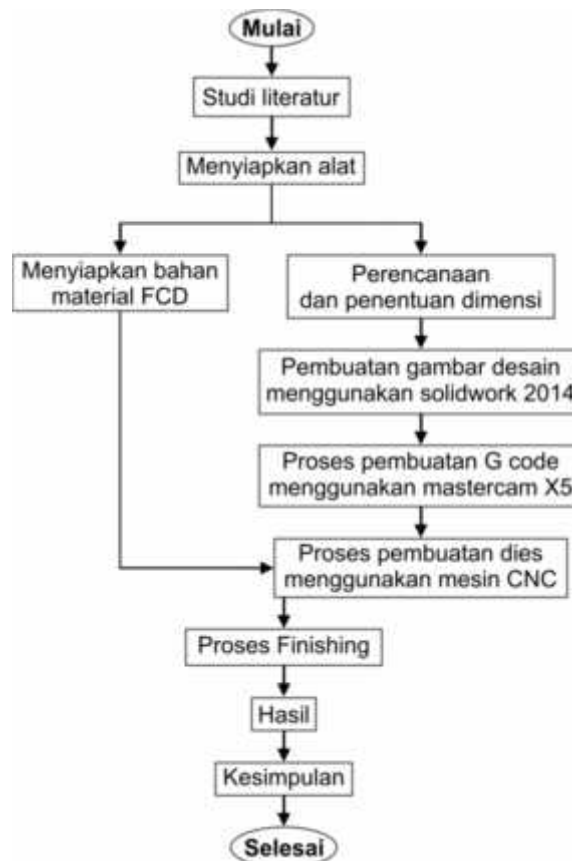 Mulai
Studi literatur
Menyiapkan alat
Menyiapkan bahan
material FCD
Perencanaan
dan penentuan dimensi
Pembuatan gambar desain
menggunakan solidwork 2014
Proses pembuatan G code
menggunakan mastercam X5
Proses pembuatan dies
menggunakan mesin CNC
Proses Finishing
Hasil
Kesimpulan
Selesai